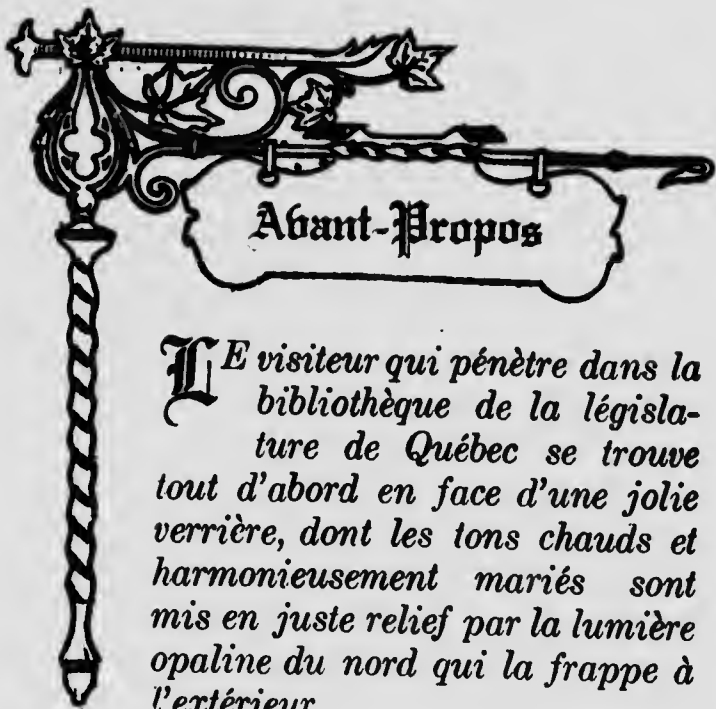 Avant-Propos
LE visiteur qui pénètre dans la
bibliothèque de la législa-
ture de Québec se trouve
tout d'abord en face d'une jolie
verrière, dont les tons chauds et
harmonieusement mariés sont
mis en juste relief par la lumière
opaline du nord qui la frappe à
l'extérieur